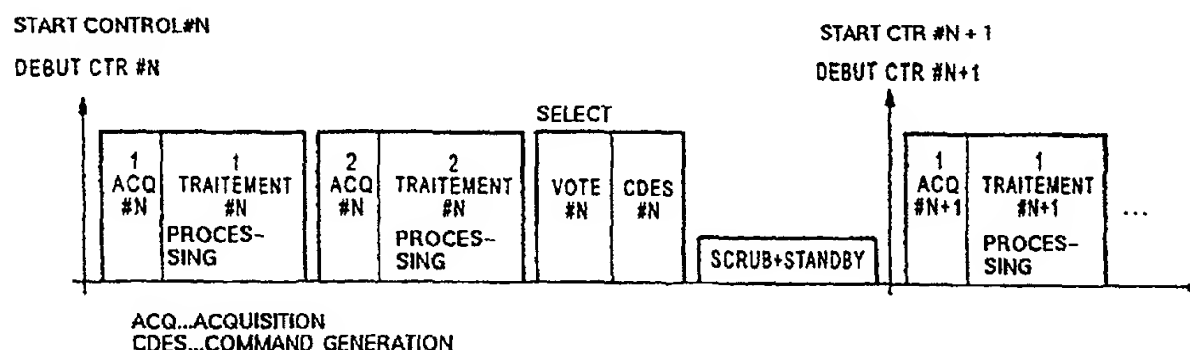 START CONTROL#N
DEBUT CTR #N
START CTR #N + 1
DEBUT CTR #N+1
SELECT
1
ACQ
#N
1
TRAITEMENT
#N
PROCES-
SING
2
ACQ
#N
2
TRAITEMENT
#N
PROCES-
SING
VOTE
#N
CDES
#N
SCRUB+STANDBY
1
ACQ
#N+1
1
TRAITEMENT
#N+1
PROCES-
SING
...
ACQ...ACQUISITION
CDES...COMMAND GENERATION